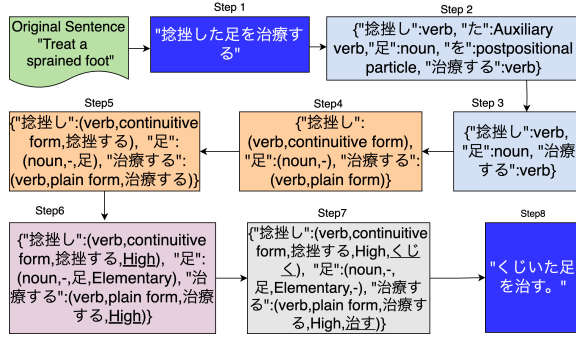 Original Sentence
"Treat a
sprained foot"
Step 1
"捻挫した足を治療す
る"
Step 2
{"捻挫し":verb, "た":Auxiliary
verb,"足":noun, "を":postpositional
particle, "治療する":verb}
Step 3
{"捻挫し":verb,
"足":noun, "治療
する":verb}
Step4
{"捻挫し":
(verb,continuitive form),
"足":(noun,-), "治療する":
(verb,plain form)}
Step5
{"捻挫し":(verb,continuitive
form,捻挫する), "足":
(noun,-,足), "治療する":
(verb,plain form,治療する)}
Step6
{"捻挫し":(verb,continuitive
form,捻挫する,High), "足":
(noun,-,足,Elementary), "治
療する":(verb,plain form,治療
する,High)}
Step7
{"捻挫し":(verb,continuitive
form,捻挫する,High,くじ
く), "足":(noun,-,
足,Elementary,-), "治療す
る":(verb,plain form,治療す
る,High,治す)}
Step8
"くじいた足
を治す。"